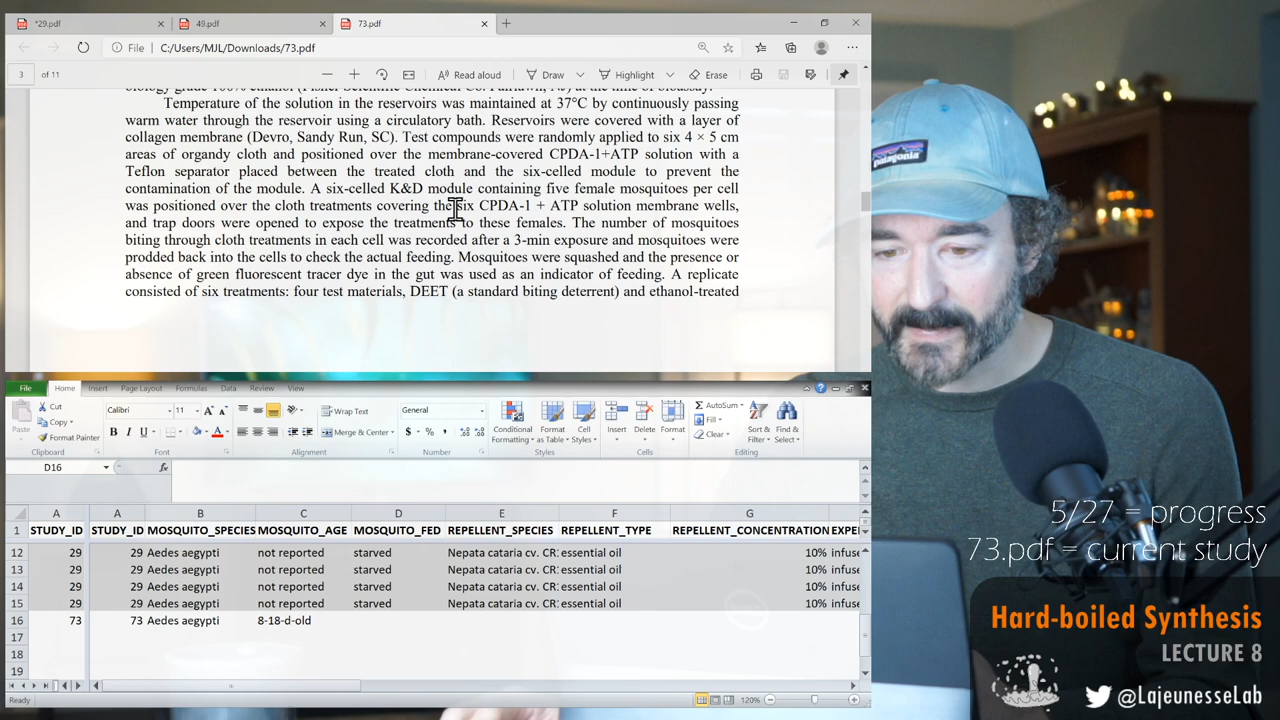 *29.pdf
49.pdf
73.pdf
File C:/Users/MJL/Downloads/73.pdf
3 of 11 Read aloud Draw Highlight Erase
Temperature of the solution in the reservoirs was maintained at 37°C by continuously passing
warm water through the reservoir using a circulatory bath. Reservoirs were covered with a layer of
collagen membrane (Devro, Sandy Run, SC). Test compounds were randomly applied to six 4 × 5 cm
areas of organdy cloth and positioned over the membrane-covered CPDA-1+ATP solution with a
Teflon separator placed between the treated cloth and the six-celled module to prevent the
contamination of the module. A six-celled K&D module containing five female mosquitoes per cell
was positioned over the cloth treatments covering the six CPDA-1 + ATP solution membrane wells,
and trap doors were opened to expose the treatments to these females. The number of mosquitoes
biting through cloth treatments in each cell was recorded after a 3-min exposure and mosquitoes were
prodded back into the cells to check the actual feeding. Mosquitoes were squashed and the presence or
absence of green fluorescent tracer dye in the gut was used as an indicator of feeding. A replicate
consisted of six treatments: four test materials, DEET (a standard biting deterrent) and ethanol-treated
File Home Insert Page Layout Formulas Data Review View
Paste Cut Copy Format Painter Clipboard
Calibri 11 B I U Font
Wrap Text Merge & Center Alignment
General $ % , Number
Conditional Formatting Format as Table Cell Styles Styles
Insert Delete Format Cells
AutoSum Fill Clear Sort & Filter Find & Select Editing
D16 fx
A A B C D E F G
1 STUDY_ID STUDY_ID MOSQUITO_SPECIES MOSQUITO_AGE MOSQUITO_FED REPELLENT_SPECIES REPELLENT_TYPE REPELLENT_CONCENTRATION EXPE
12 29 29 Aedes aegypti not reported starved Nepata cataria cv. CR essential oil 10% infuse
13 29 29 Aedes aegypti not reported starved Nepata cataria cv. CR essential oil 10% infuse
14 29 29 Aedes aegypti not reported starved Nepata cataria cv. CR essential oil 10% infuse
15 29 29 Aedes aegypti not reported starved Nepata cataria cv. CR essential oil 10% infuse
16 73 73 Aedes aegypti 8-18-d-old
17
18
19
Ready 120%
patagonia
5/27 = progress
73.pdf = current study
Hard-boiled Synthesis
LECTURE 8
@LajeunesseLab